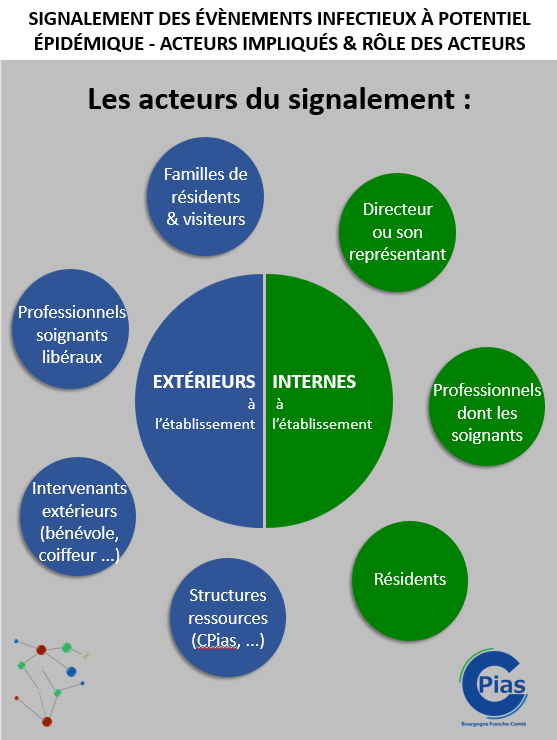 SIGNALEMENT DES ÉVÈNEMENTS INFECTIEUX À POTENTIEL
ÉPIDÉMIQUE - ACTEURS IMPLIQUÉS & RÔLE DES ACTEURS
Les acteurs du signalement :
Familles de
résidents
& visiteurs
Directeur
ou son
représentant
Professionnels
soignants
libéraux
EXTÉRIEURS
à
l’établissement
INTERNES
à
l’établissement
Professionnels
dont les
soignants
Intervenants
extérieurs
(bénévole,
coiffeur ...)
Structures
ressources
(CPias, ...)
Résidents
CPias
Bourgogne Franche-Comté